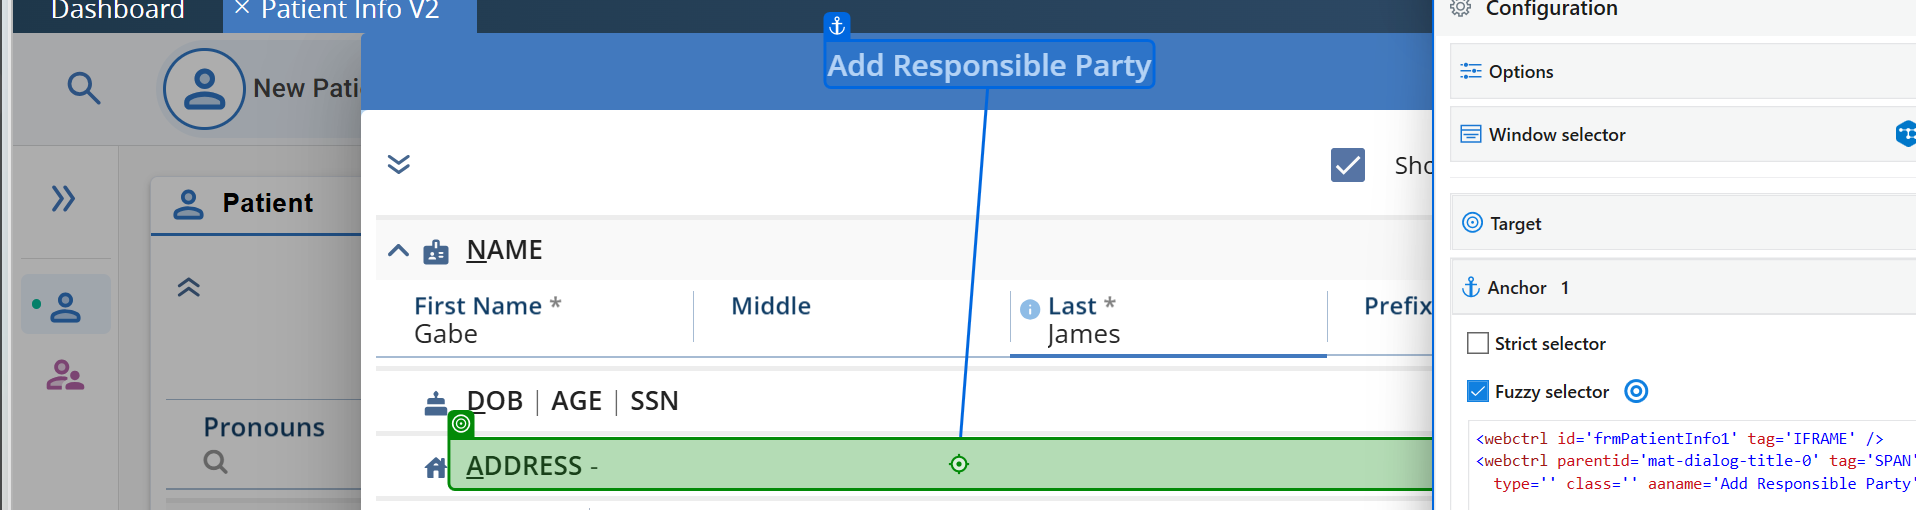 Dashboard
Patient Info V2
Configuration
Add Responsible Party
Options
New Pati
Window selector
Patient
NAME
Target
First Name *
Middle
Last *
Prefix
Gabe
James
Anchor 1
Strict selector
DOB | AGE | SSN
Fuzzy selector
Pronouns
ADDRESS -
<webctrl id='frmPatientInfo1' tag='IFRAME' />
<webctrl parentid='mat-dialog-title-0' tag='SPAN'
type='' class='' aaname='Add Responsible Party'